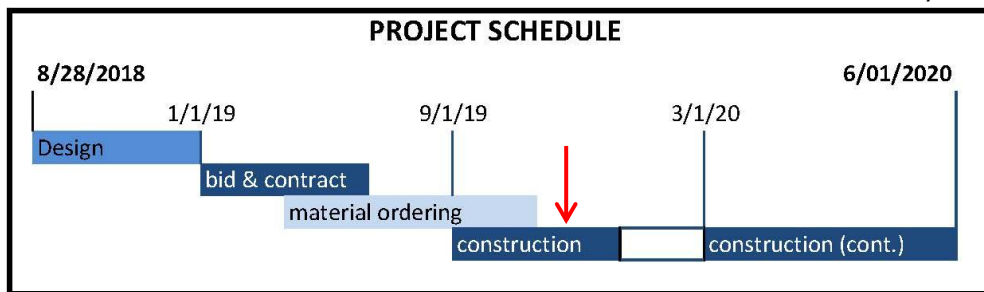 PROJECT SCHEDULE
8/28/2018 6/01/2020
1/1/19 9/1/19 3/1/20
Design
bid & contract
material ordering
construction construction (cont.)